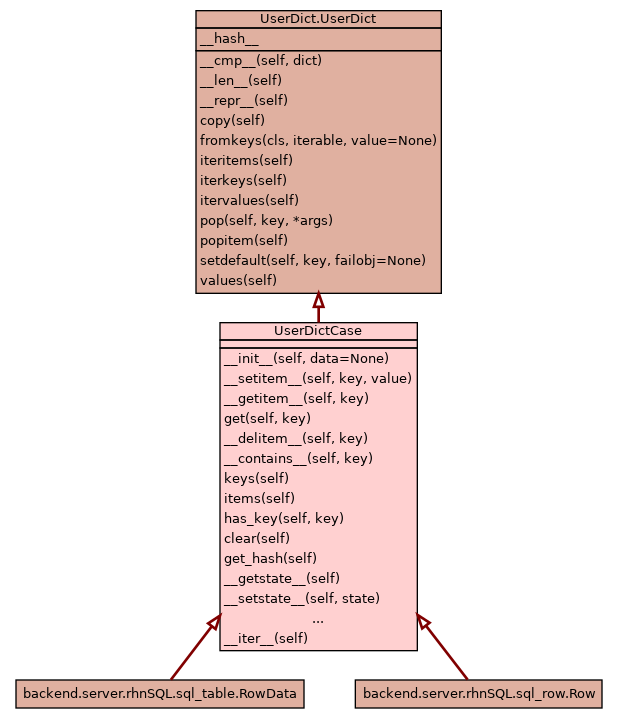 UserDict.UserDict
__hash__
__cmp__(self, dict)
__len__(self)
__repr__(self)
copy(self)
fromkeys(cls, iterable, value=None)
iteritems(self)
iterkeys(self)
itervalues(self)
pop(self, key, *args)
popitem(self)
setdefault(self, key, failobj=None)
values(self)
UserDictCase
__init__(self, data=None)
__setitem__(self, key, value)
__getitem__(self, key)
get(self, key)
__delitem__(self, key)
__contains__(self, key)
keys(self)
items(self)
has_key(self, key)
clear(self)
get_hash(self)
__getstate__(self)
__setstate__(self, state)
...
__iter__(self)
backend.server.rhnSQL.sql_table.RowData
backend.server.rhnSQL.sql_row.Row